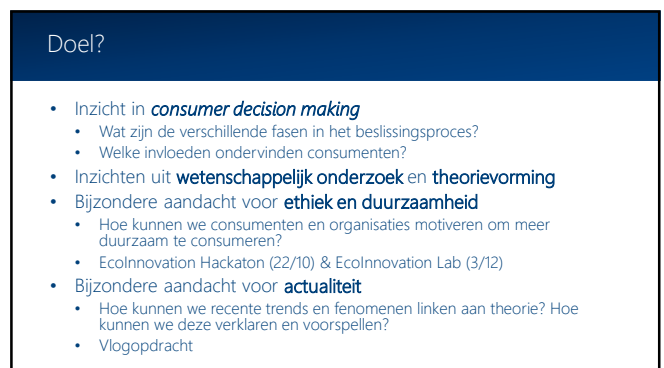 Doel?
• Inzicht in consumer decision making
• Wat zijn de verschillende fasen in het beslissingsproces?
• Welke invloeden ondervinden consumenten?
• Inzichten uit wetenschappelijk onderzoek en theorievorming
• Bijzondere aandacht voor ethiek en duurzaamheid
• Hoe kunnen we consumenten en organisaties motiveren om meer
duurzaam te consumeren?
• EcoInnovation Hackaton (22/10) & EcoInnovation Lab (3/12)
• Bijzondere aandacht voor actualiteit
• Hoe kunnen we recente trends en fenomenen linken aan theorie? Hoe
kunnen we deze verklaren en voorspellen?
• Vlogopdracht